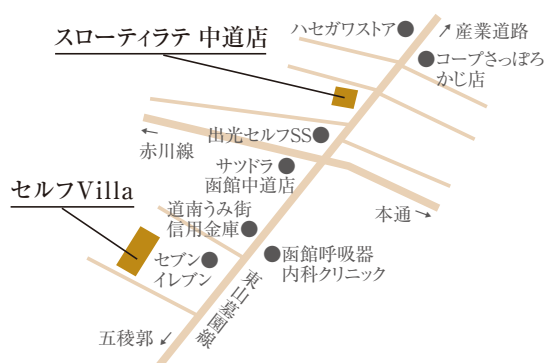 ハセガワストア
産業道路
スローティラテ 中道店
コープさっぽろ
かじ店
出光セルフSS
赤川線
サツドラ
函館中道店
セルフVilla
道南うみ街
信用金庫
本通
セブン
イレブン
函館呼吸器
内科クリニック
東山墓園線
五稜郭